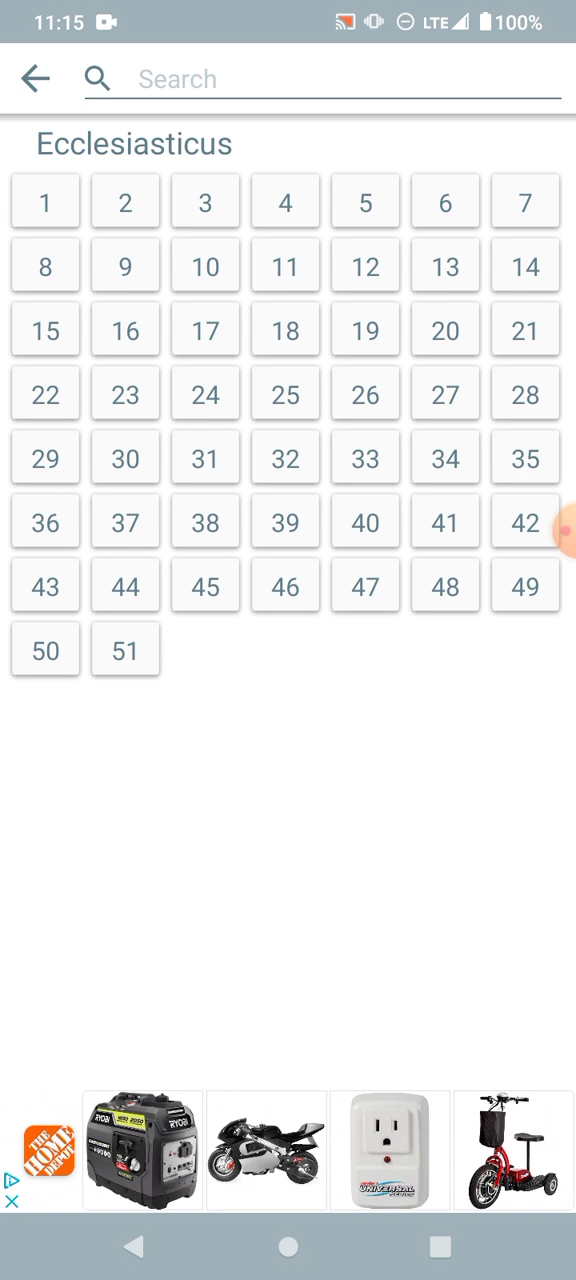 11:15 LTE 100%
Search
Ecclesiasticus
1 2 3 4 5 6 7
8 9 10 11 12 13 14
15 16 17 18 19 20 21
22 23 24 25 26 27 28
29 30 31 32 33 34 35
36 37 38 39 40 41 42
43 44 45 46 47 48 49
50 51
THE HOME DEPOT
RYOBI
RYOBI
UNIVERSAL